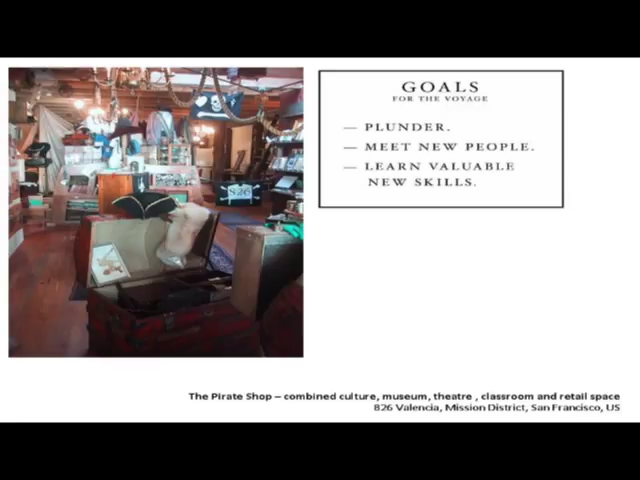 GOALS
FOR THE VOYAGE
— PLUNDER.
— MEET NEW PEOPLE.
— LEARN VALUABLE
NEW SKILLS.
826
The Pirate Shop – combined culture, museum, theatre , classroom and retail space
826 Valencia, Mission District, San Francisco, US